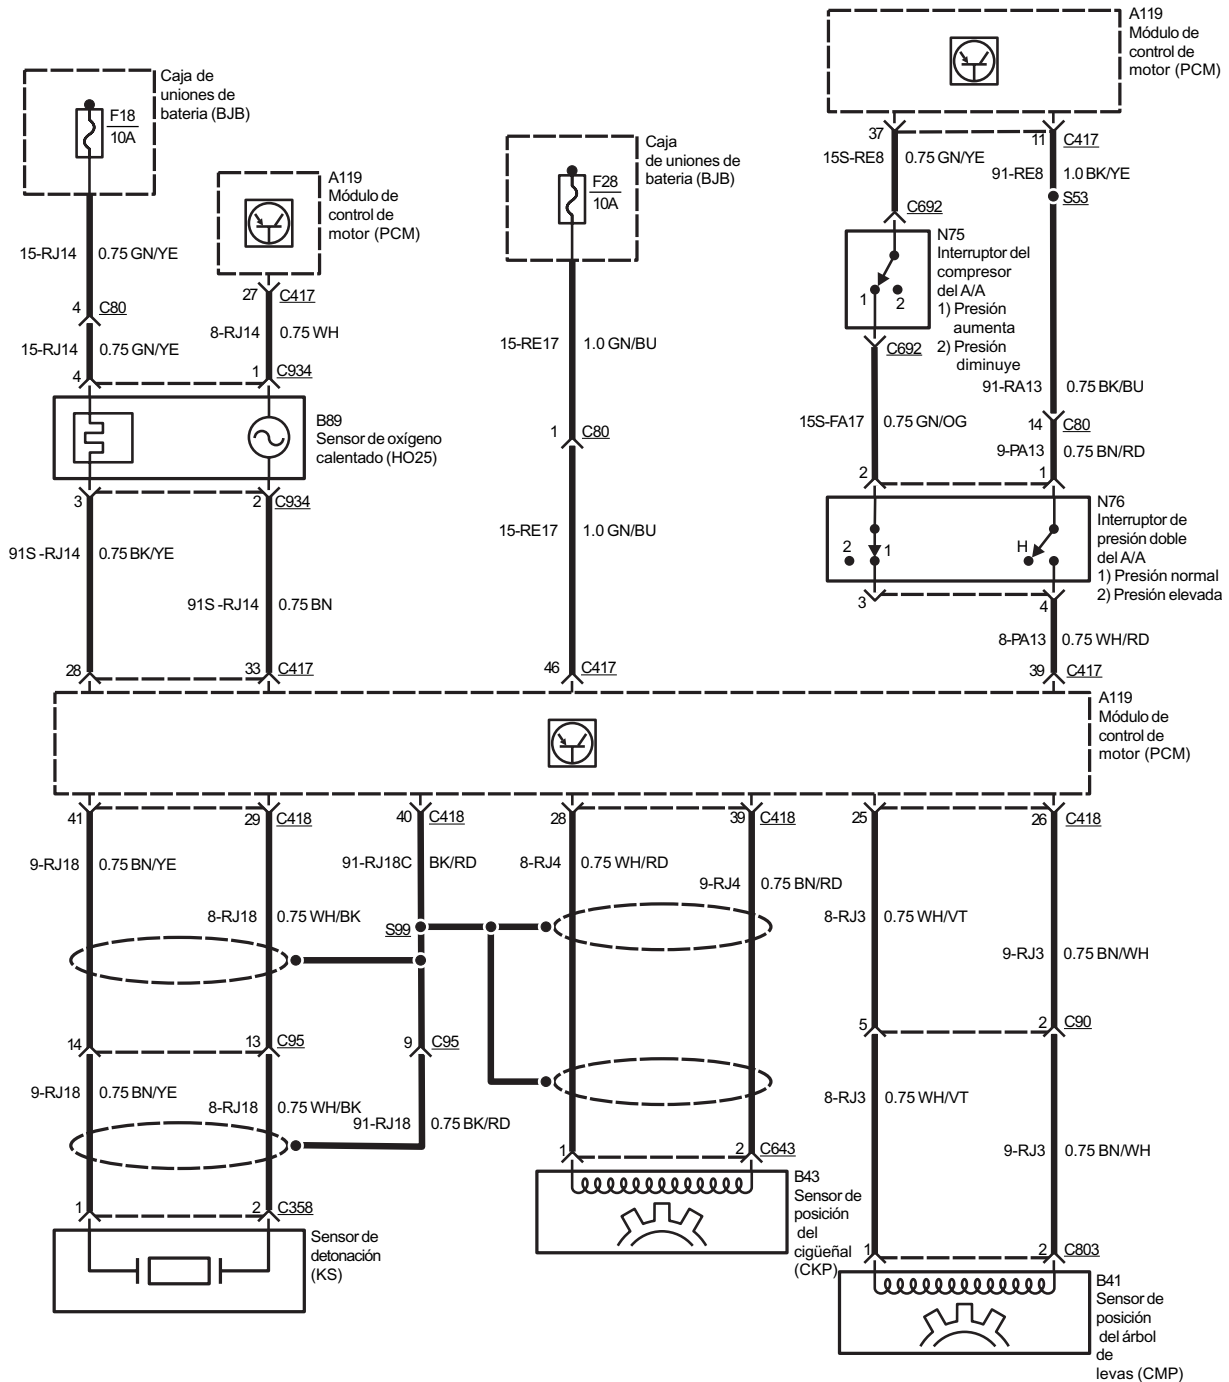 A119
Módulo de
control de
motor (PCM)
Caja de
uniones de
bateria (BJB)
F18
10A
Caja
de uniones de
bateria (BJB)
F28
10A
A119
Módulo de
control de
motor (PCM)
37
11 C417
15S-RE8 0.75 GN/YE
91-RE8 1.0 BK/YE
S53
C692
N75
Interruptor del
compresor
del A/A
1) Presión
aumenta
2) Presión
diminuye
1
2
C692
15-RJ14 0.75 GN/YE
27 C417
4 C80
8-RJ14 0.75 WH
15-RJ14 0.75 GN/YE
4
1 C934
15-RE17 1.0 GN/BU
91-RA13 0.75 BK/BU
15S-FA17 0.75 GN/OG
14 C80
9-PA13 0.75 BN/RD
B89
Sensor de oxígeno
calentado (HO25)
1 C80
2
1
3
2 C934
N76
Interruptor de
presión doble
del A/A
1) Presión normal
2) Presión elevada
2
1
H
3
4
91S -RJ14 0.75 BK/YE
15-RE17 1.0 GN/BU
91S -RJ14 0.75 BN
8-PA13 0.75 WH/RD
28
33 C417
46 C417
39 C417
A119
Módulo de
control de
motor (PCM)
41
29 C418
40 C418
28
39 C418
25
26 C418
9-RJ18 0.75 BN/YE
91-RJ18C BK/RD
8-RJ4 0.75 WH/RD
9-RJ4 0.75 BN/RD
8-RJ18 0.75 WH/BK
8-RJ3 0.75 WH/VT
S99
9-RJ3 0.75 BN/WH
14
13 C95
9 C95
5
2 C90
9-RJ18 0.75 BN/YE
8-RJ18 0.75 WH/BK
91-RJ18 0.75 BK/RD
8-RJ3 0.75 WH/VT
9-RJ3 0.75 BN/WH
1
2 C643
B43
Sensor de
posición
del
cigüeñal
(CKP)
1
2 C358
Sensor de
detonación
(KS)
1
2 C803
B41
Sensor de
posición
del árbol
de
levas (CMP)